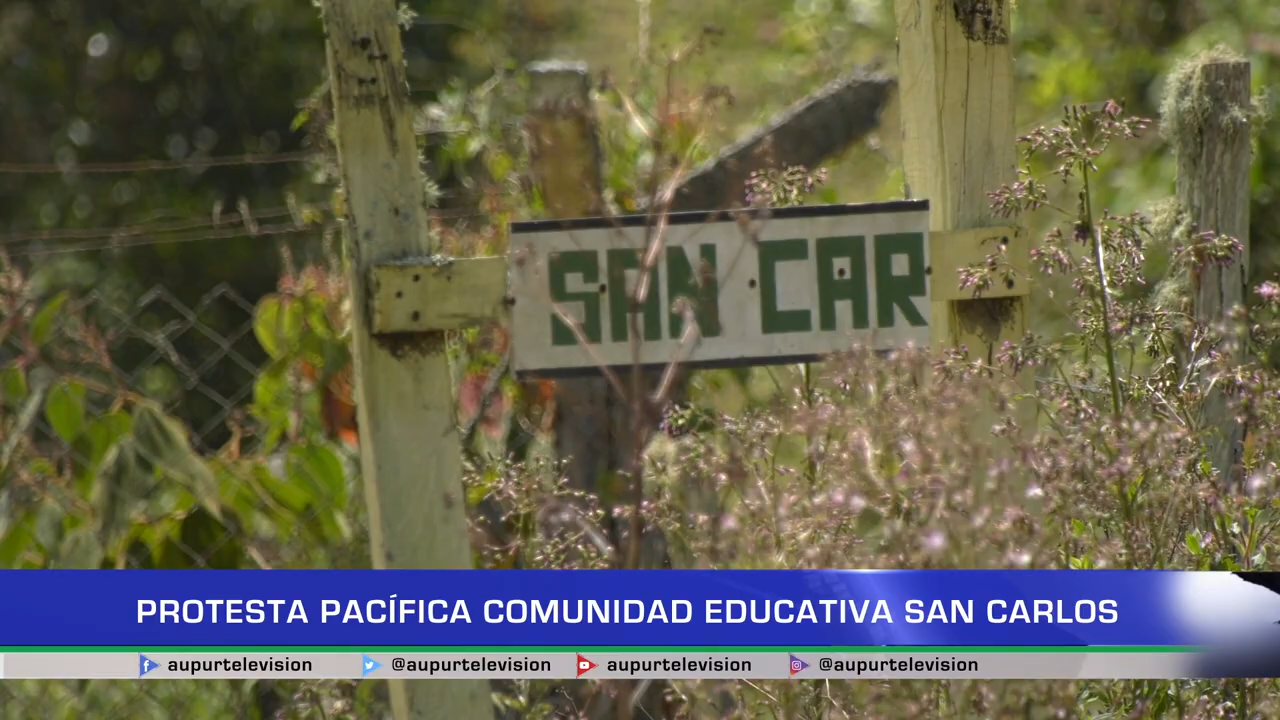 SAN CAR
PROTESTA PACÍFICA COMUNIDAD EDUCATIVA SAN CARLOS
aupurtelevision @aupurtelevision aupurtelevision @aupurtelevision